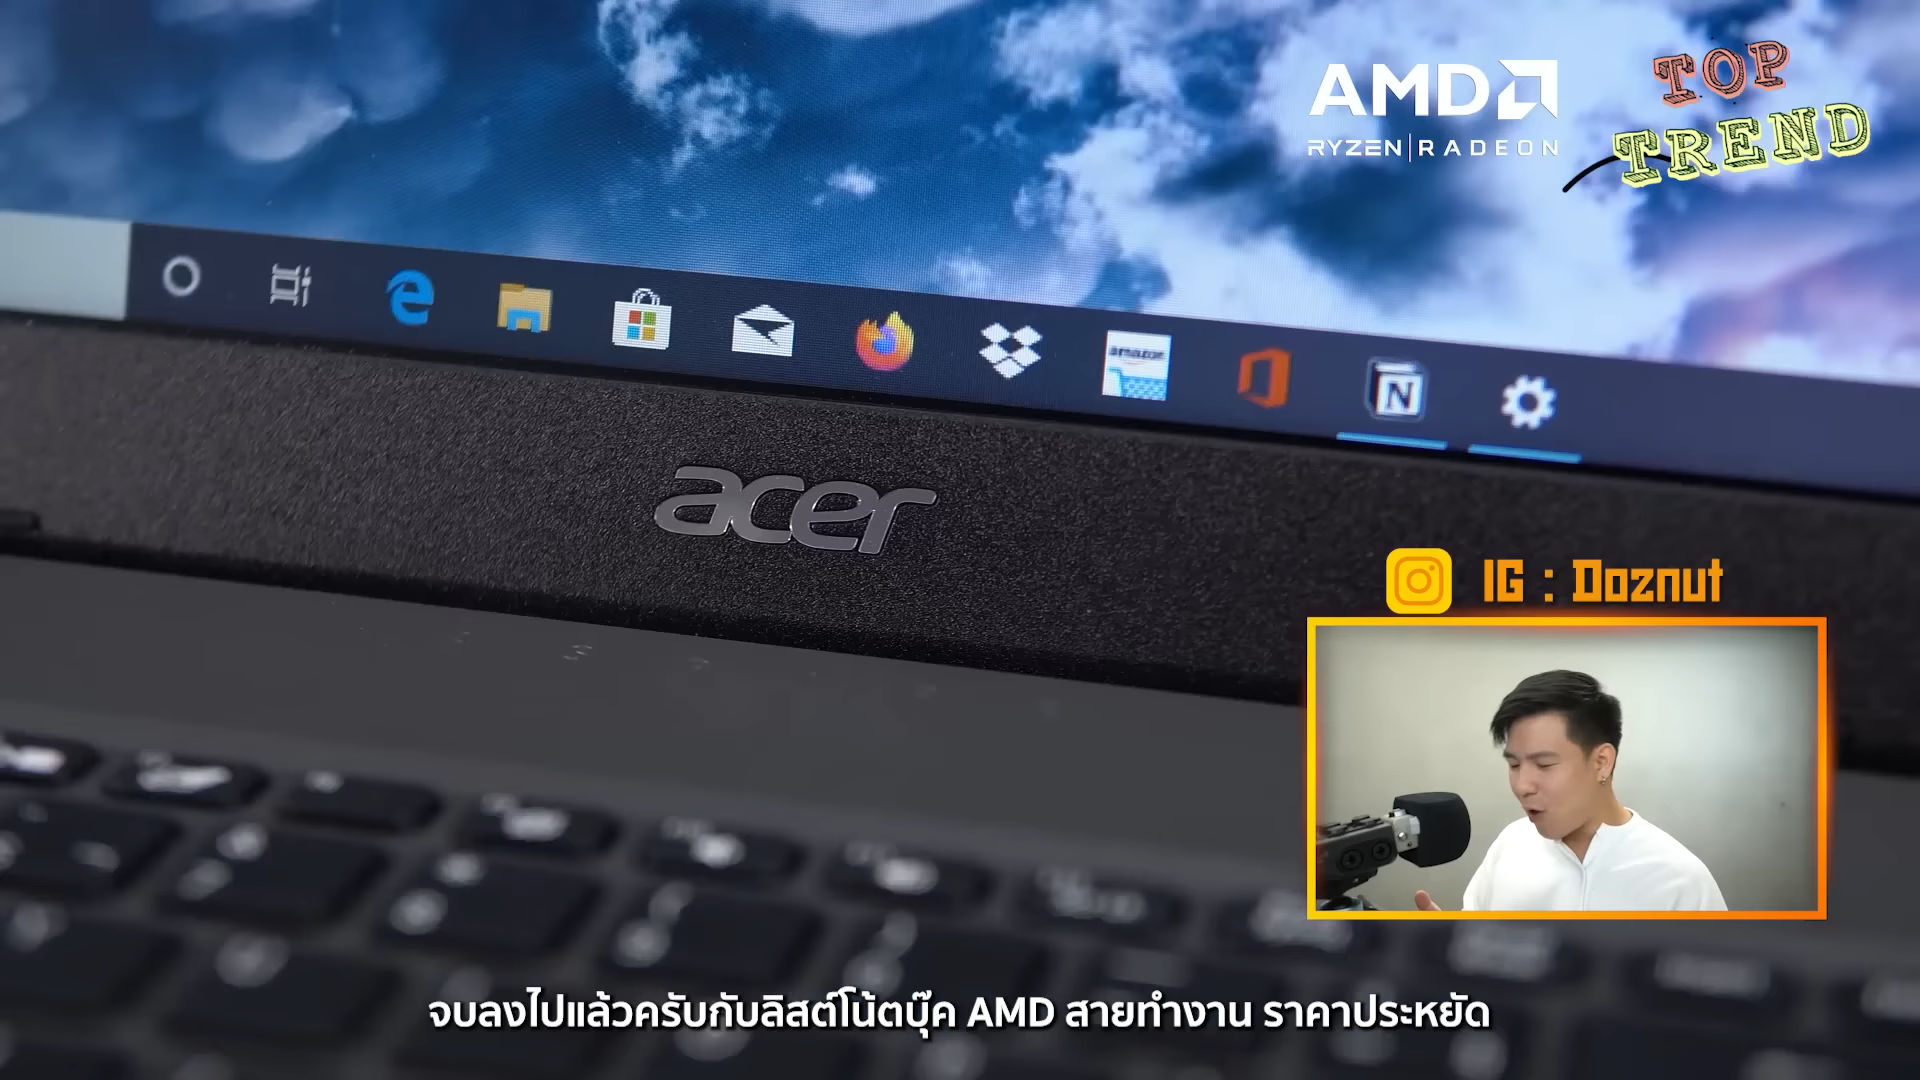 AMD
RYZEN | RADEON
TOP
TREND
amazon
N
acer
IG : Doznut
จบลงไปแล้วครับกับลิสต์โน้ตบุ๊ค AMD สายทำงาน ราคาประหยัด